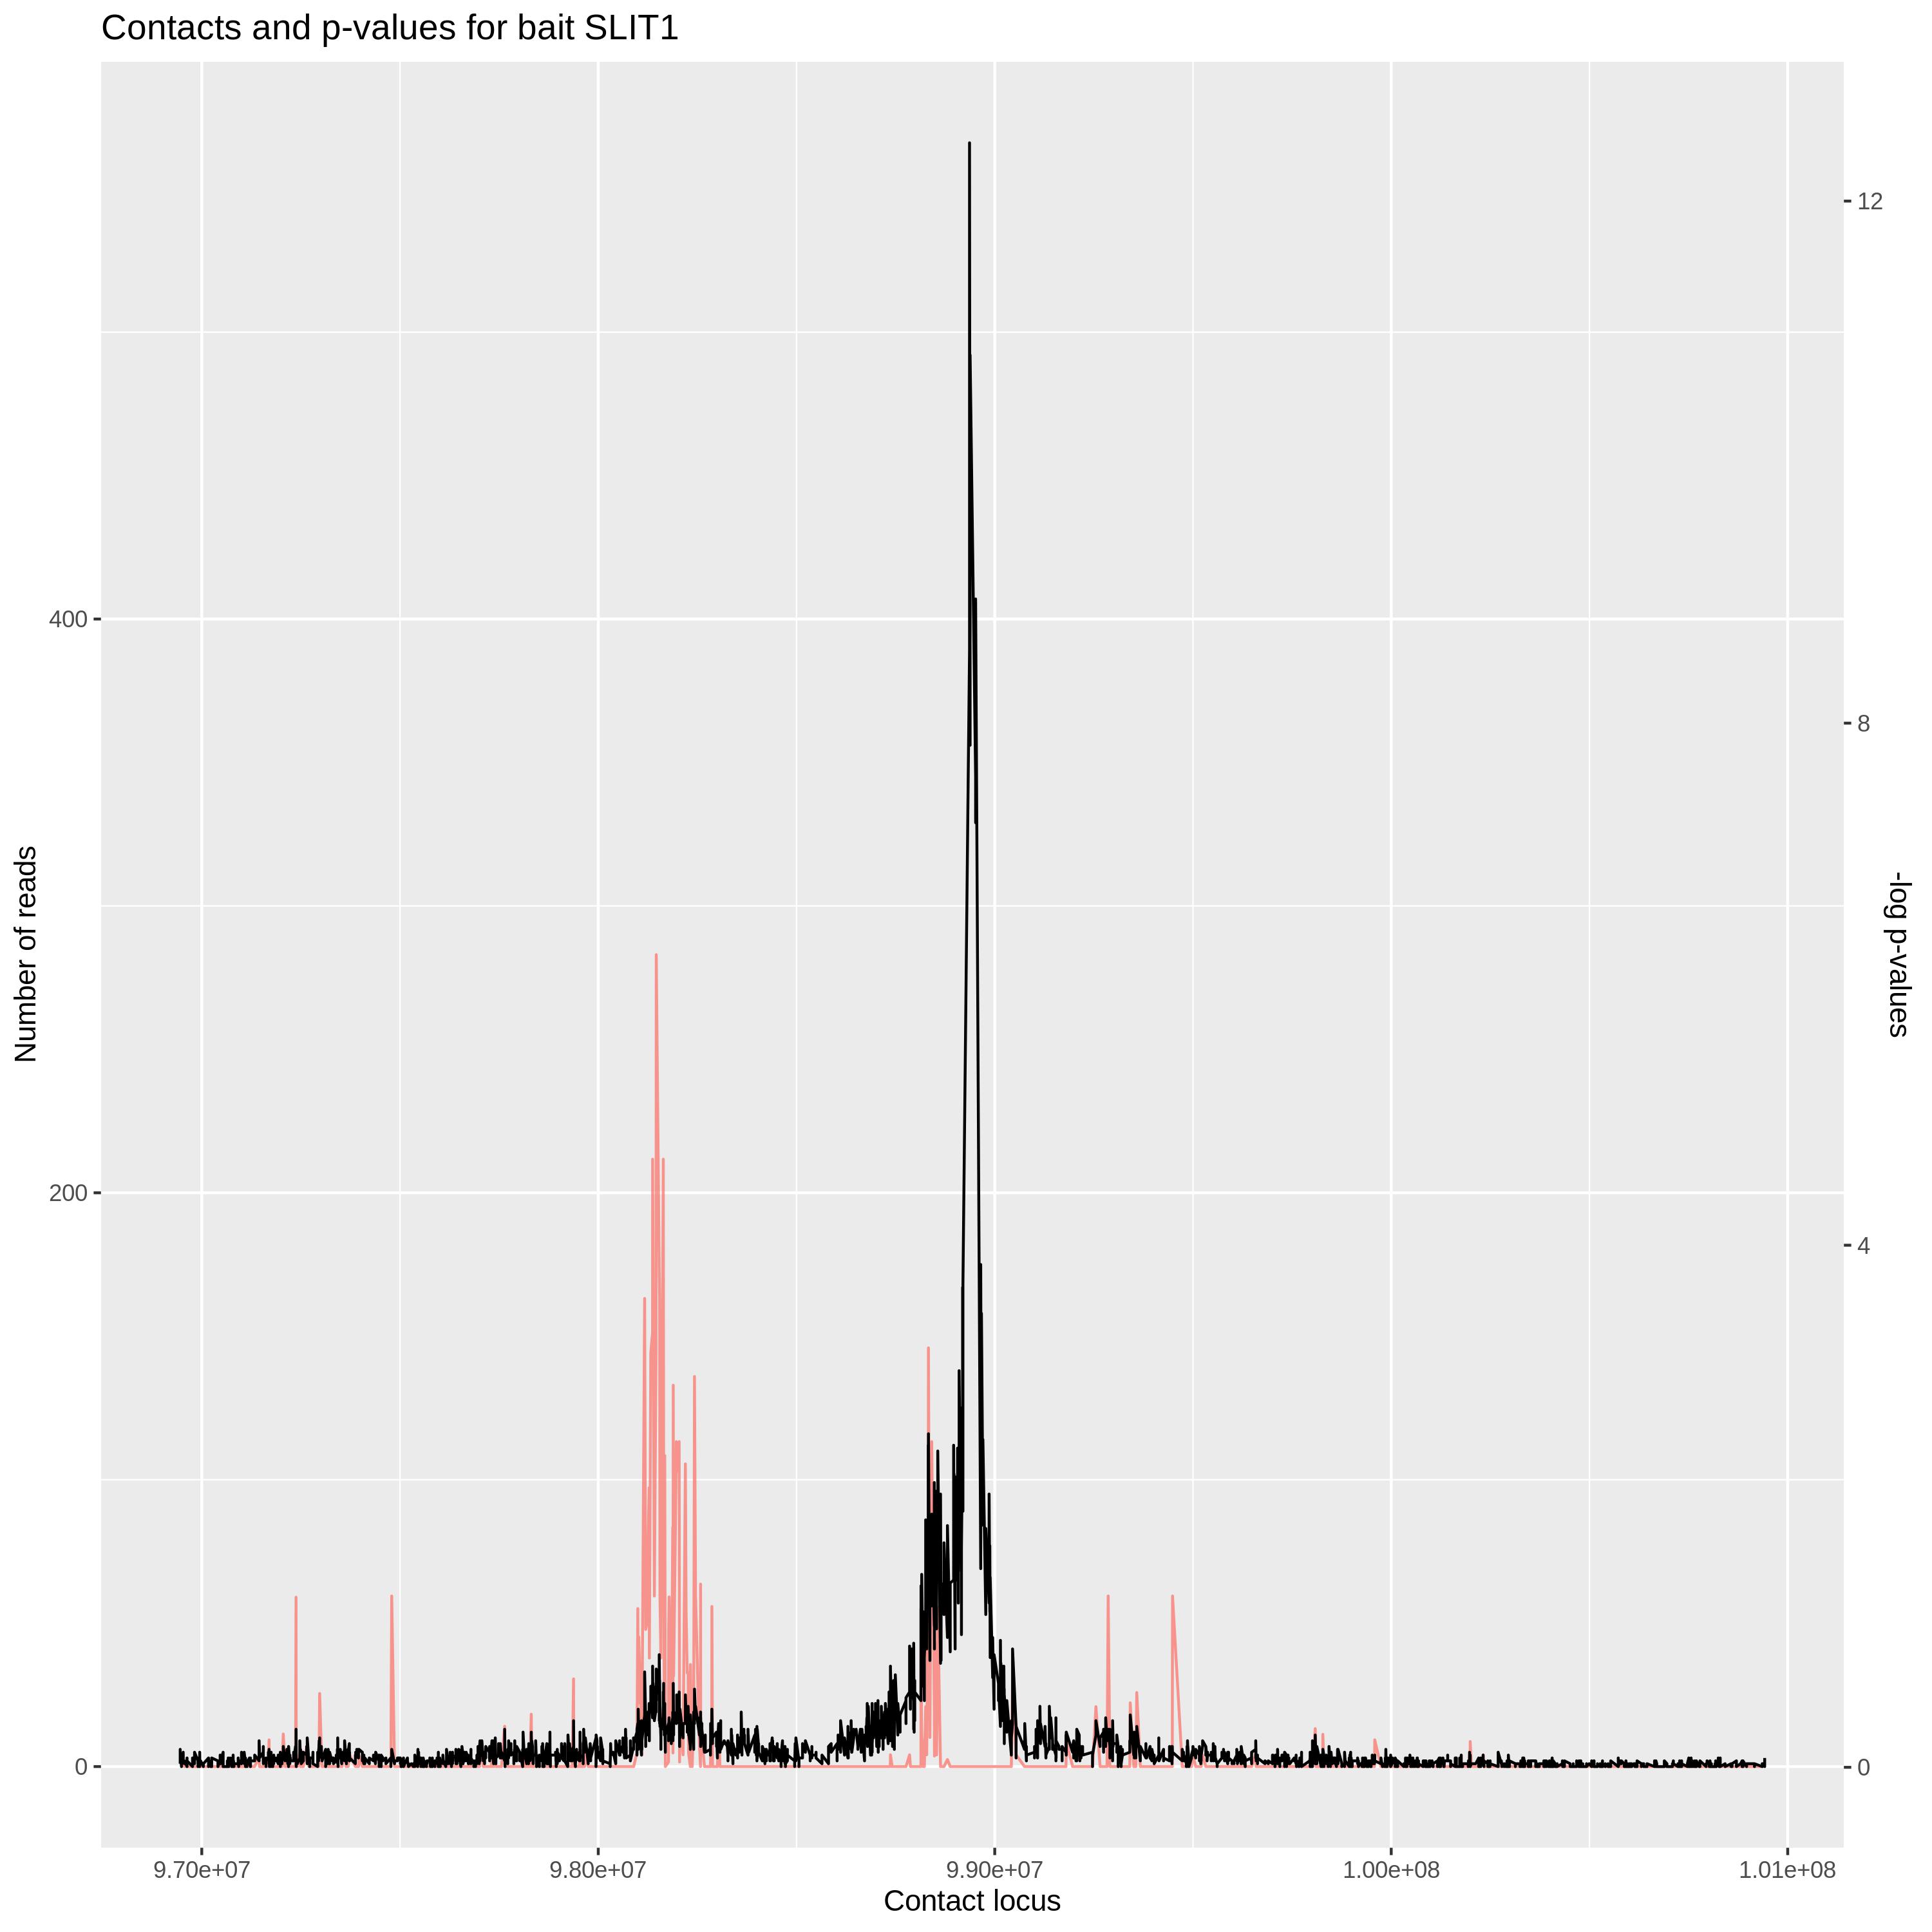 Contacts and p-values for bait SLIT1
12
400
8
Number of reads
-log p-values
200
4
0
0
9.70e+07 9.80e+07 9.90e+07 1.00e+08 1.01e+08
Contact locus